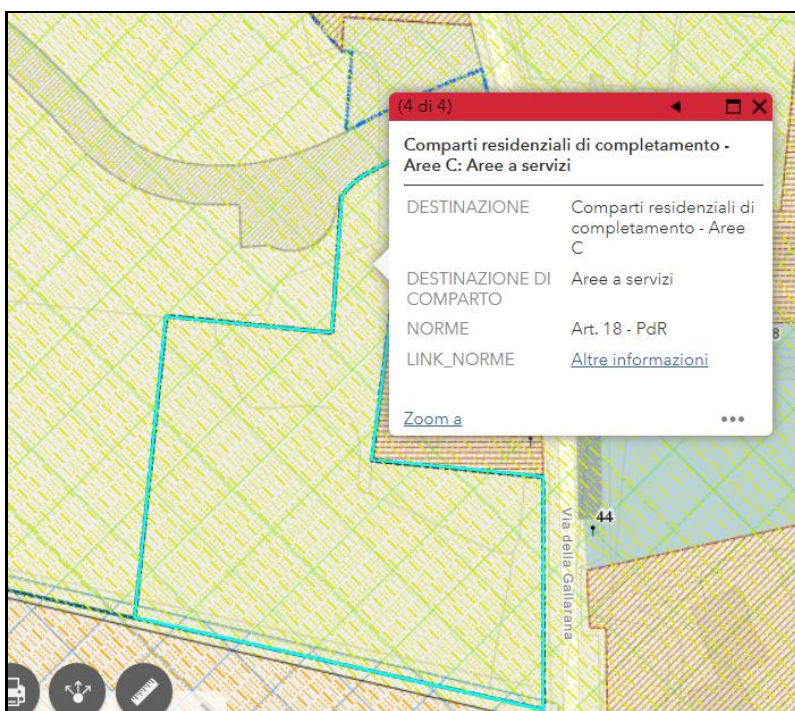 (4 di 4)
Comparti residenziali di completamento -
Aree C: Aree a servizi
DESTINAZIONE Comparti residenziali di
completamento - Aree
C
DESTINAZIONE DI Aree a servizi
COMPARTO
NORME Art. 18 - PdR
LINK_NORME Altre informazioni
Zoom a
8
44
Via della Gallarana